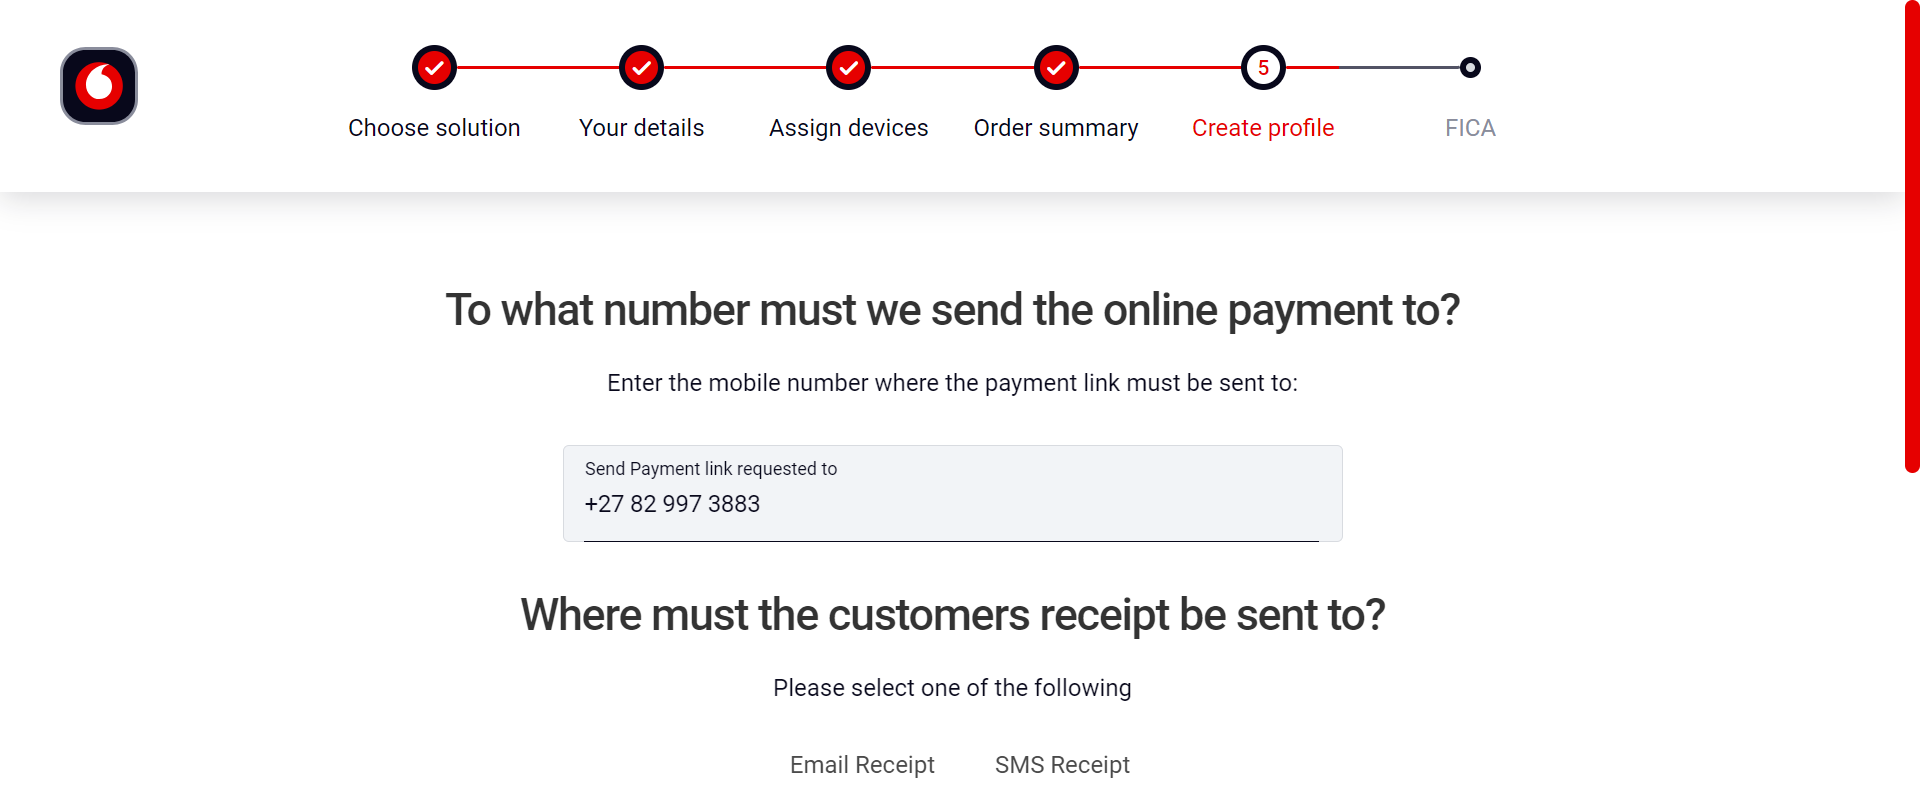 5
Choose solution
Your details
Assign devices
Order summary
Create profile
FICA
To what number must we send the online payment to?
Enter the mobile number where the payment link must be sent to:
Send Payment link requested to
+27 82 997 3883
Where must the customers receipt be sent to?
Please select one of the following
Email Receipt
SMS Receipt